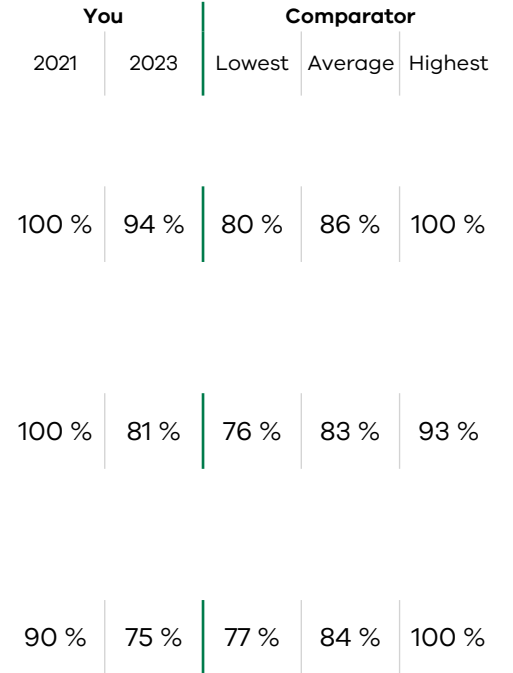 You Comparator
2021 2023 Lowest Average Highest
100 % 94 % 80 % 86 % 100 %
100 % 81 % 76 % 83 % 93 %
90 % 75 % 77 % 84 % 100 %